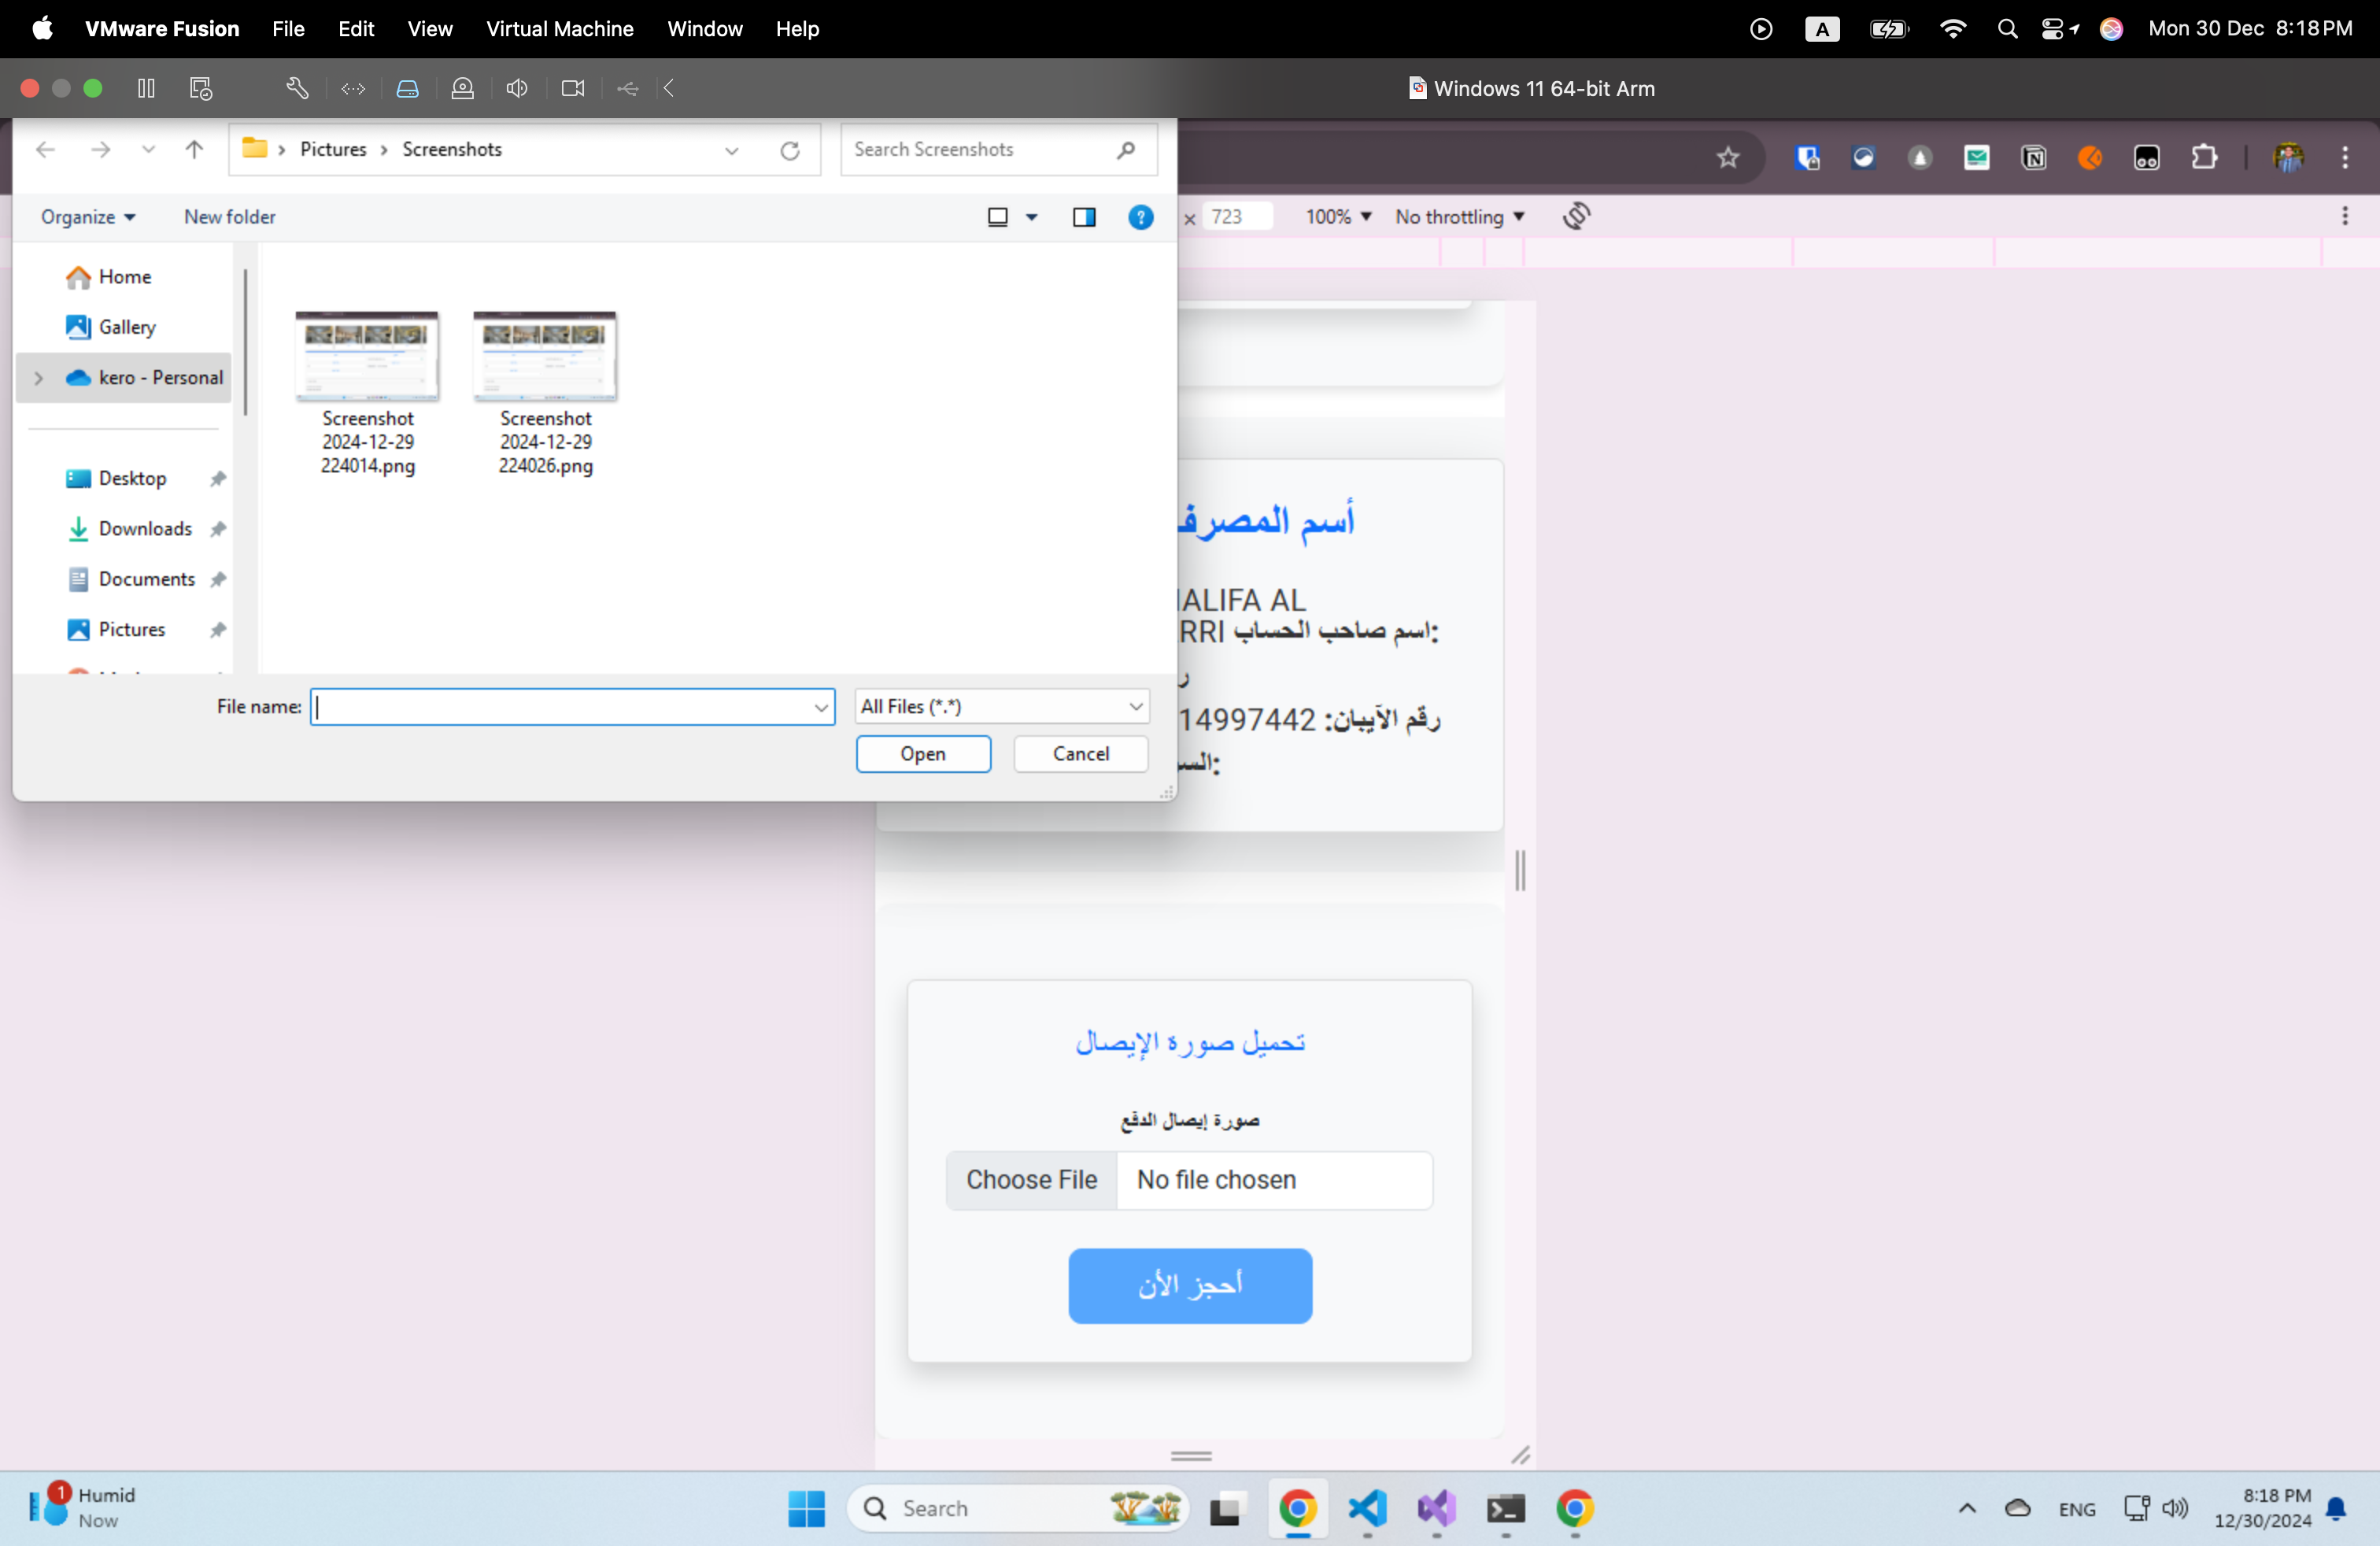 VMware Fusion File Edit View Virtual Machine Window Help
A
Mon 30 Dec 8:18 PM
Windows 11 64-bit Arm
Pictures Screenshots
Search Screenshots
× 723 100% No throttling
Organize New folder
Home
Gallery
kero - Personal
Desktop
Downloads
Documents
Pictures
Screenshot 2024-12-29 224014.png
Screenshot 2024-12-29 224026.png
File name:
All Files (*.*)
Open Cancel
أسم المصرف
ALIFA AL
اسم صاحب الحساب RRI:
رقم الآيبان: 14997442
تحميل صورة الإيصال
صورة إيصال الدفع
Choose File No file chosen
أحجز الأن
1
Humid
Now
Search
ENG
8:18 PM
12/30/2024